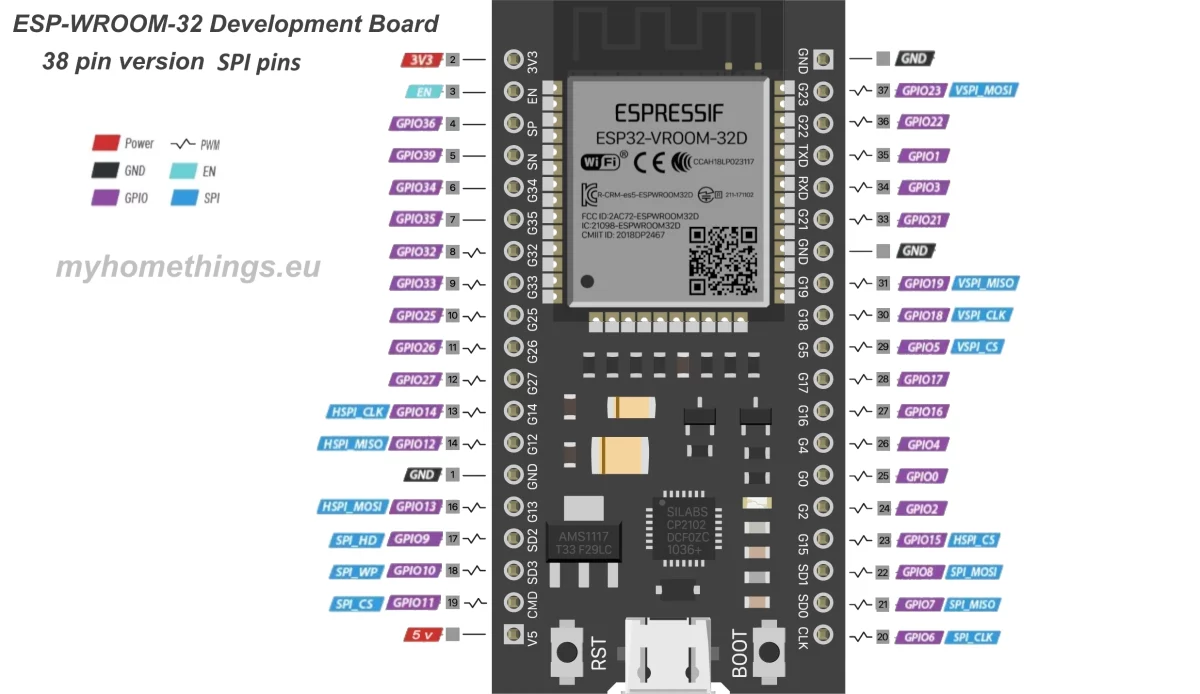 ESP-WROOM-32 Development Board
38 pin version SPI pins
Power PWM
GND EN
GPIO SPI
myhomethings.eu
3V3 2 3V3
EN 3 EN
GPIO36 4 SP
GPIO39 5 SN
GPIO34 6 G34
GPIO35 7 G35
GPIO32 8 G32
GPIO33 9 G33
GPIO25 10 G25
GPIO26 11 G26
GPIO27 12 G27
HSPI_CLK GPIO14 13 G14
HSPI_MISO GPIO12 14 G12
GND 1 GND
HSPI_MOSI GPIO13 16 G13
SPI_HD GPIO9 17 SD2
SPI_WP GPIO10 18 SD3
SPI_CS GPIO11 19 CMD
5 v V5
ESPRESSIF
ESP32-VROOM-32D
WiFi ® CE CCAH18LP023117
R-CRM-es5-ESPWROOM32D R 211-171102
FCC ID:2AC72-ESPWROOM32D
IC:21098-ESPWROOM32D
CMIIT ID: 2018DP2467
SILABS
CP2102
DCF0ZC
1036+
AMS1117
T33 F29LC
RST
BOOT
GND GND
G23 37 GPIO23 VSPI_MOSI
G22 36 GPIO22
TXD 35 GPIO1
RXD 34 GPIO3
G21 33 GPIO21
GND GND
G19 31 GPIO19 VSPI_MISO
G18 30 GPIO18 VSPI_CLK
G5 29 GPIO5 VSPI_CS
G17 28 GPIO17
G16 27 GPIO16
G4 26 GPIO4
G0 25 GPIO0
G2 24 GPIO2
G15 23 GPIO15 HSPI_CS
SD1 22 GPIO8 SPI_MOSI
SD0 21 GPIO7 SPI_MISO
CLK 20 GPIO6 SPI_CLK